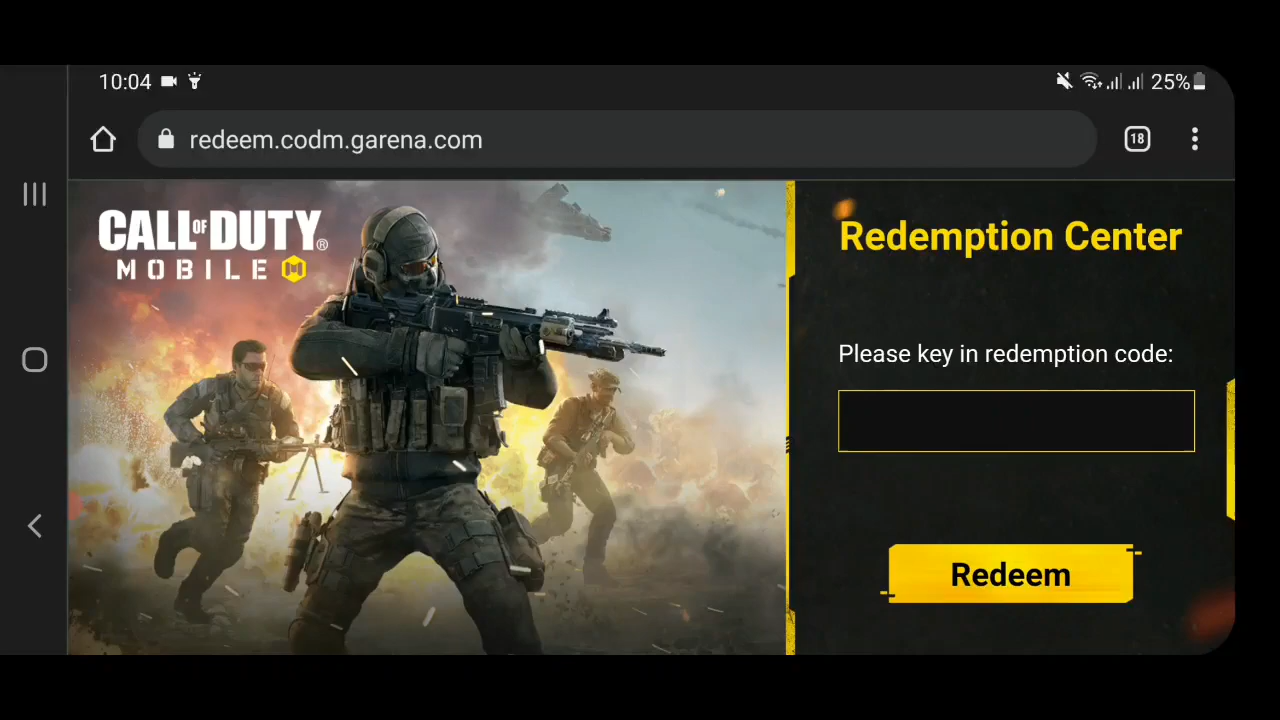 10:04
25%
redeem.codm.garena.com
18
CALL OF DUTY®
MOBILE
Redemption Center
Please key in redemption code:
Redeem